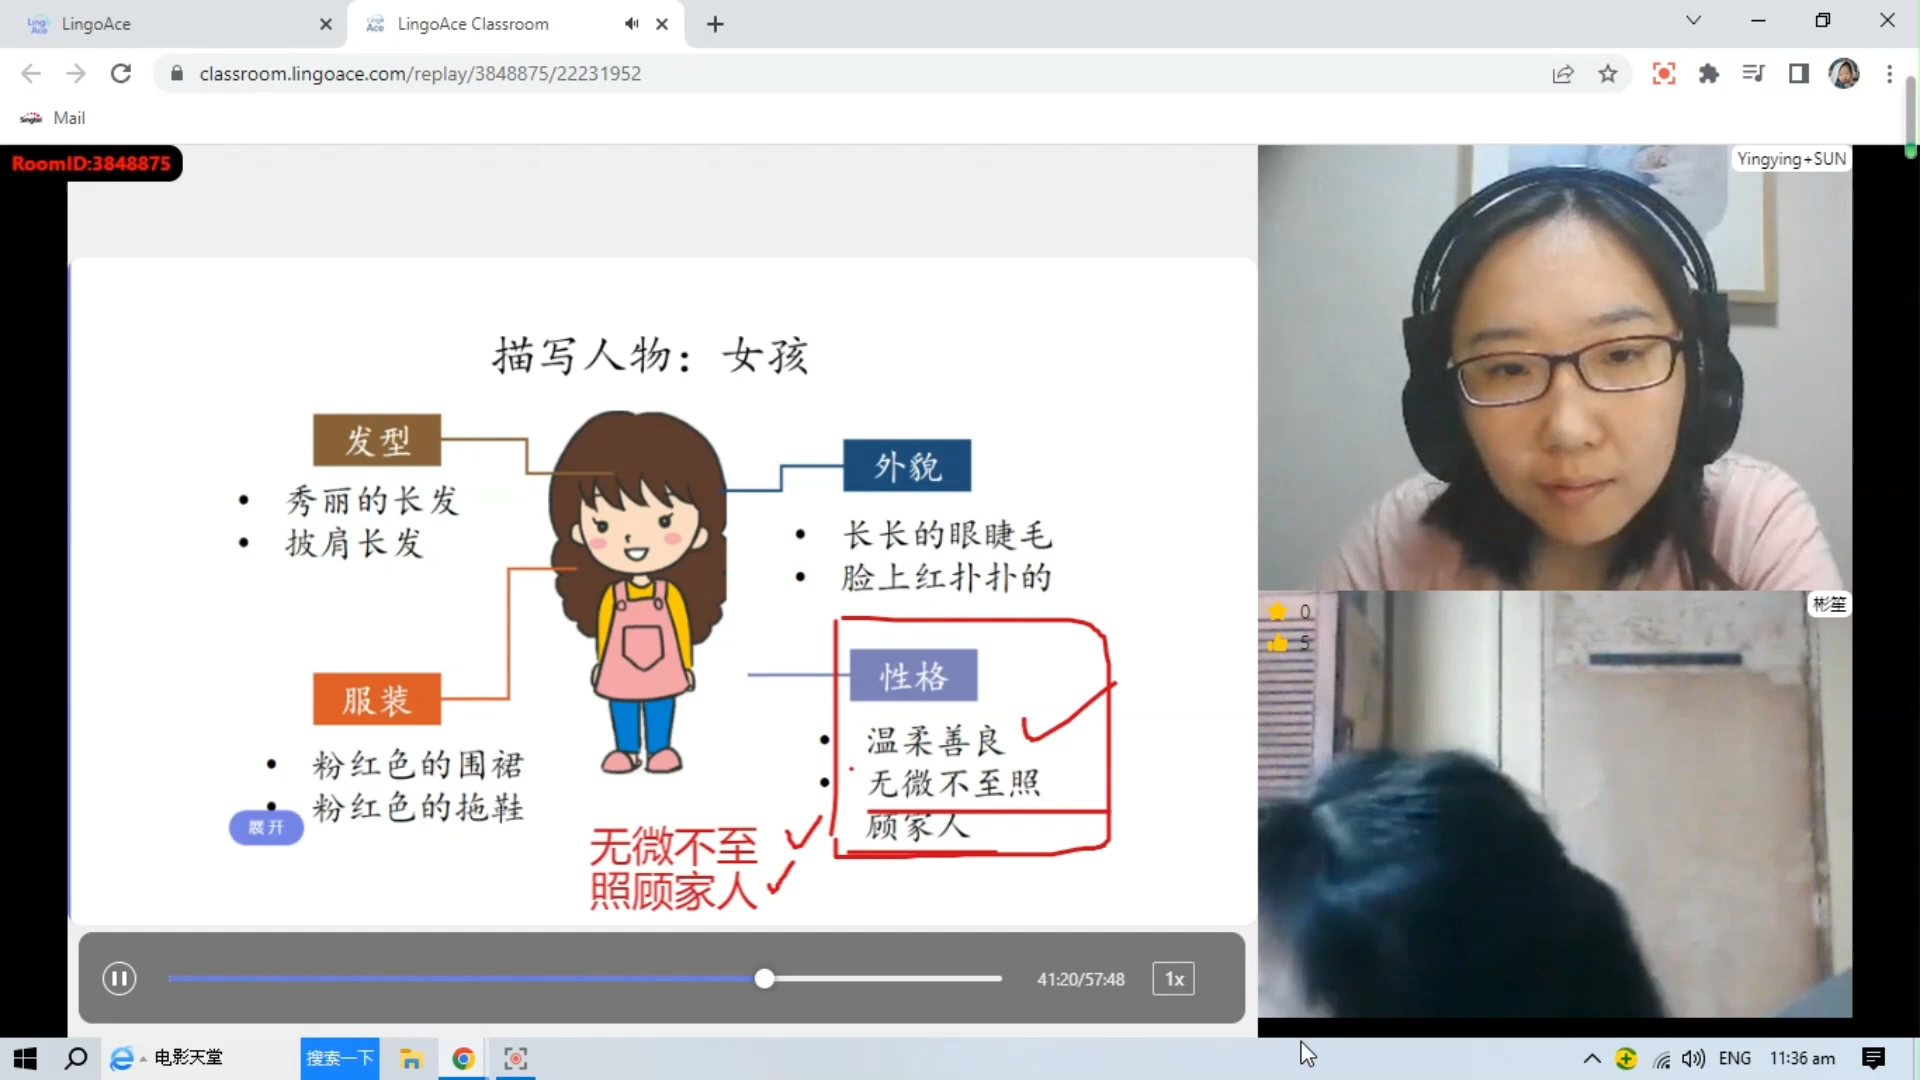 LingoAce
LingoAce Classroom
classroom.lingoace.com/replay/3848875/22231952
Singtel Mail
RoomID:3848875
Yingying+SUN
描写人物：女孩
发型
秀丽的长发
披肩长发
外貌
长长的眼睫毛
脸上红扑扑的
彬笙
0
5
性格
温柔善良
无微不至照
顾家人
服装
粉红色的围裙
粉红色的拖鞋
展开
无微不至
照顾家人
41:20/57:48
1x
电影天堂
搜索一下
ENG
11:36 am